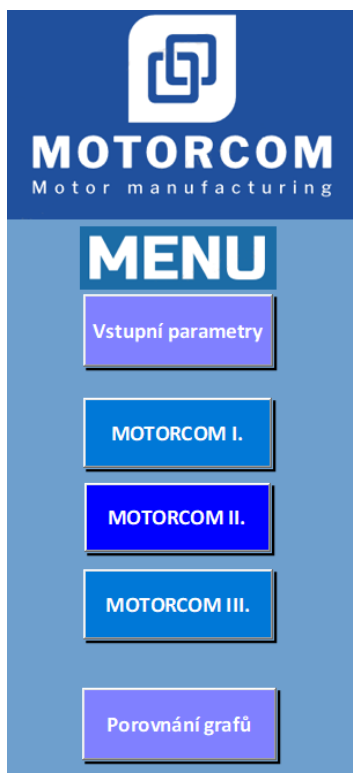 MOTORCOM
Motor manufacturing
MENU
Vstupní parametry
MOTORCOM I.
MOTORCOM II.
MOTORCOM III.
Porovnání grafů